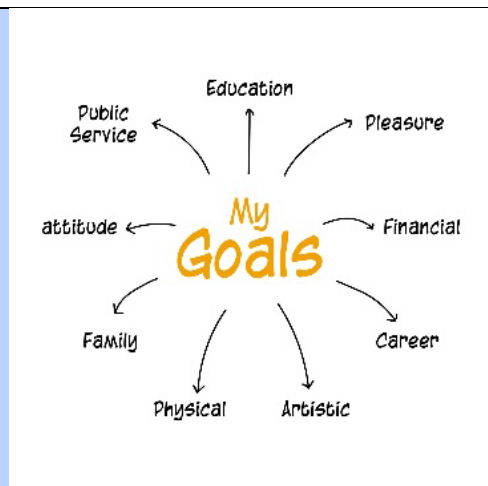 Education
Public
Service
Pleasure
My
attitude
Financial
Goals
Family
Career
Physical
Artistic